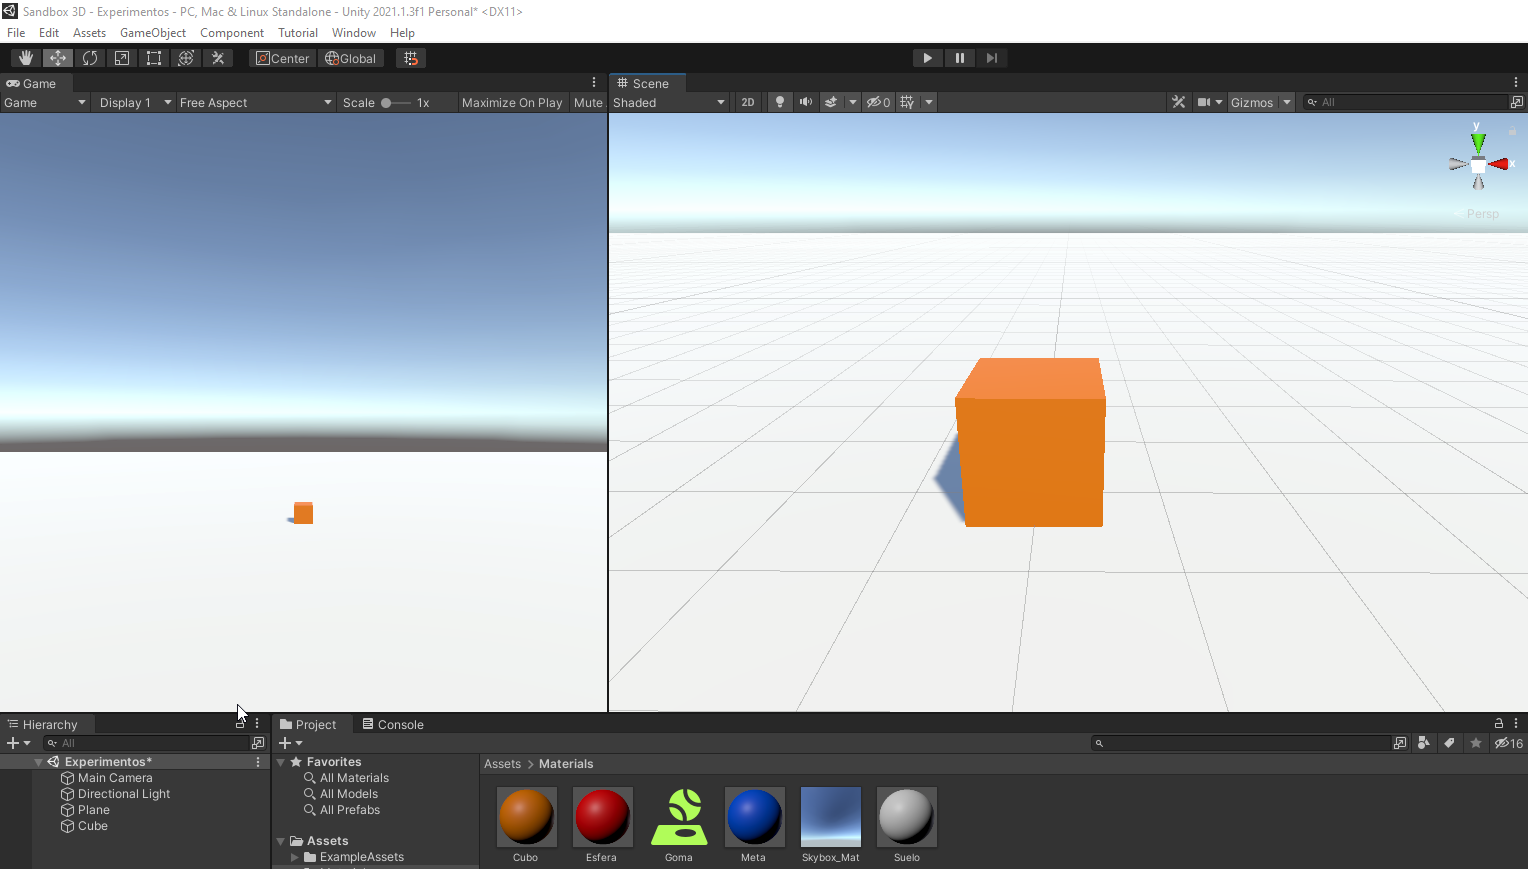 Sandbox 3D - Experimentos - PC, Mac & Linux Standalone - Unity 2021.1.3f1 Personal* <DX11>
File Edit Assets GameObject Component Tutorial Window Help
Center Global
Game
Game Display 1 Free Aspect Scale 1x Maximize On Play Mute
Scene
Shaded 2D 0 Gizmos All
y
x
Persp
Hierarchy
All
Experimentos*
Main Camera
Directional Light
Plane
Cube
Project Console
16
Favorites
All Materials
All Models
All Prefabs
Assets
ExampleAssets
Assets > Materials
Cubo Esfera Goma Meta Skybox_Mat Suelo